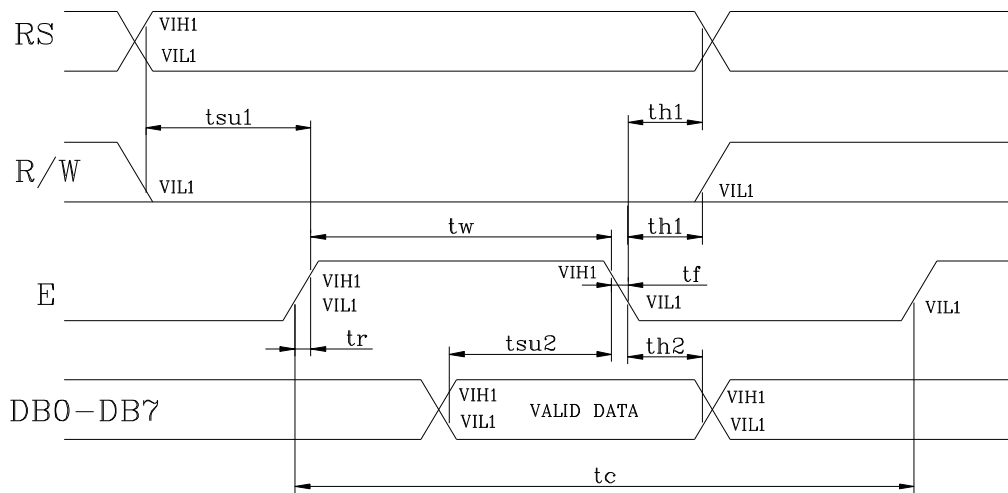 RS
VIH1
VIL1
tsu1
th1
R/W
VIL1
VIL1
tw
th1
E
VIH1
VIL1
VIH1
tf
VIL1
VIL1
tr
tsu2
th2
DB0-DB7
VIH1
VIL1
VALID DATA
VIH1
VIL1
tc